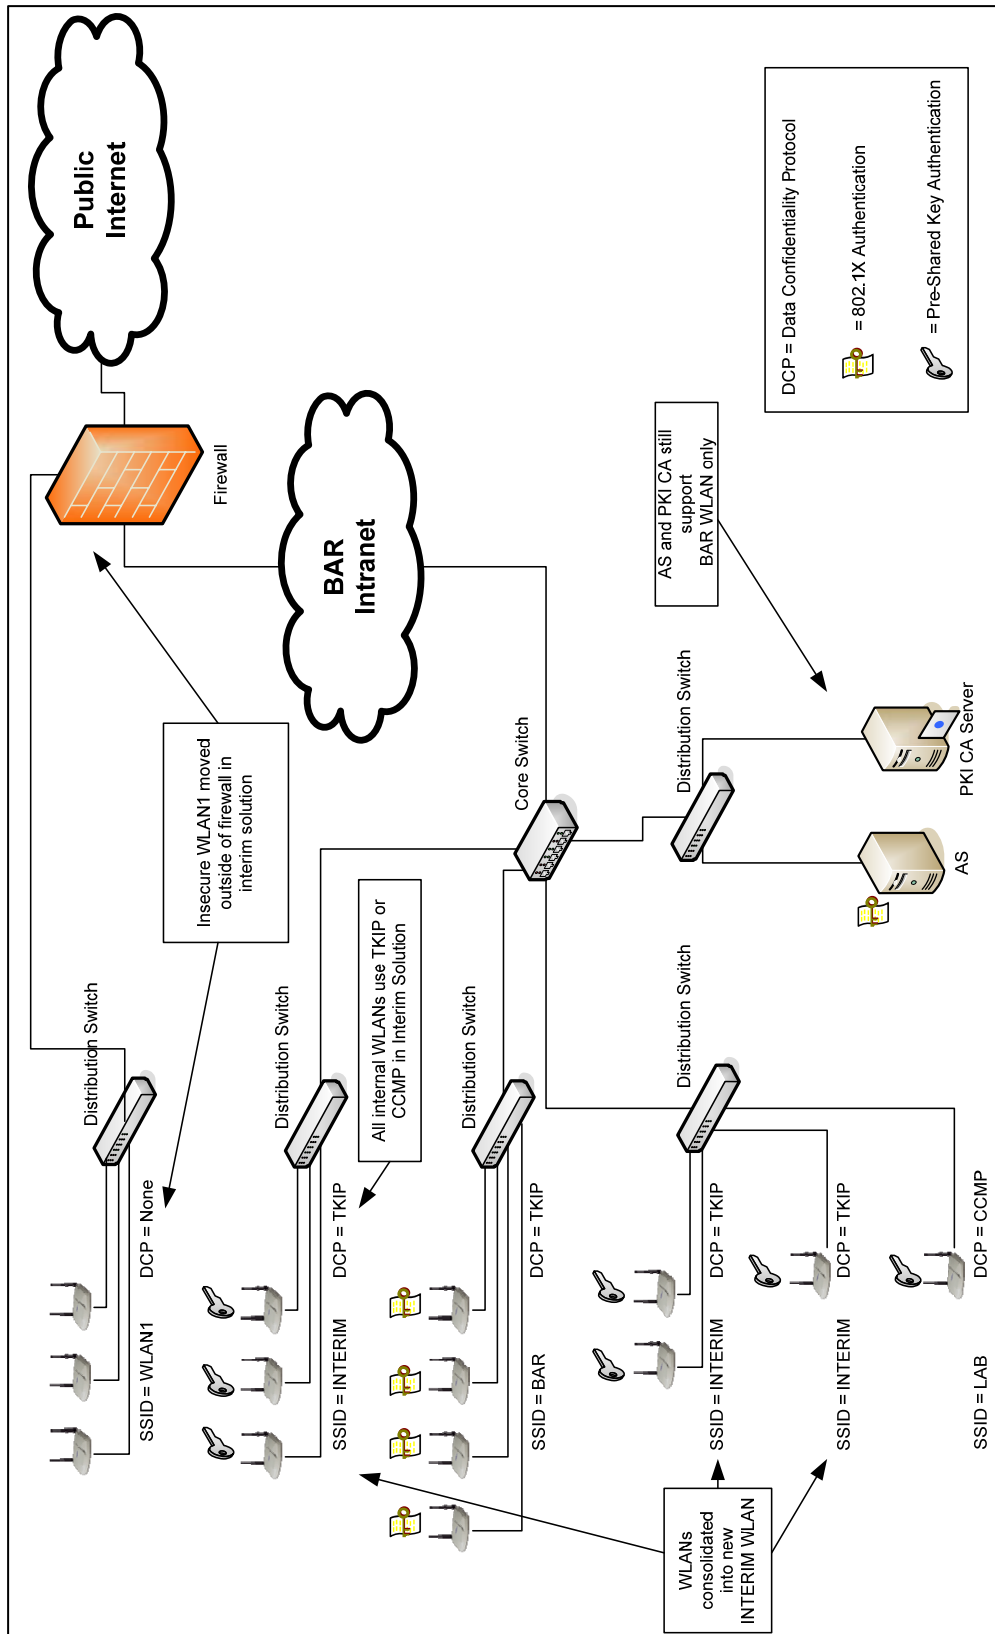 Public
Internet
Firewall
BAR
Intranet
Insecure WLAN1 moved
outside of firewall in
interim solution
Distribution Switch
DCP = None
SSID = WLAN1
Distribution Switch
DCP = TKIP
SSID = INTERIM
All internal WLANs use TKIP or
CCMP in Interim Solution
Distribution Switch
DCP = TKIP
SSID = BAR
Core Switch
Distribution Switch
DCP = TKIP
SSID = INTERIM
DCP = TKIP
SSID = INTERIM
DCP = CCMP
SSID = LAB
WLANs
consolidated
into new
INTERIM WLAN
Distribution Switch
AS
PKI CA Server
AS and PKI CA still
support
BAR WLAN only
DCP = Data Confidentiality Protocol
= 802.1X Authentication
= Pre-Shared Key Authentication